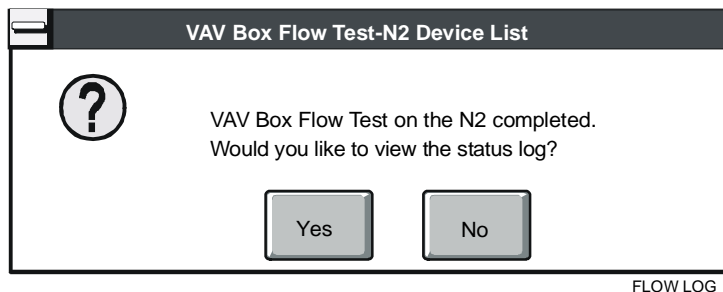 VAV Box Flow Test-N2 Device List
?
VAV Box Flow Test on the N2 completed.
Would you like to view the status log?
Yes No
FLOW LOG